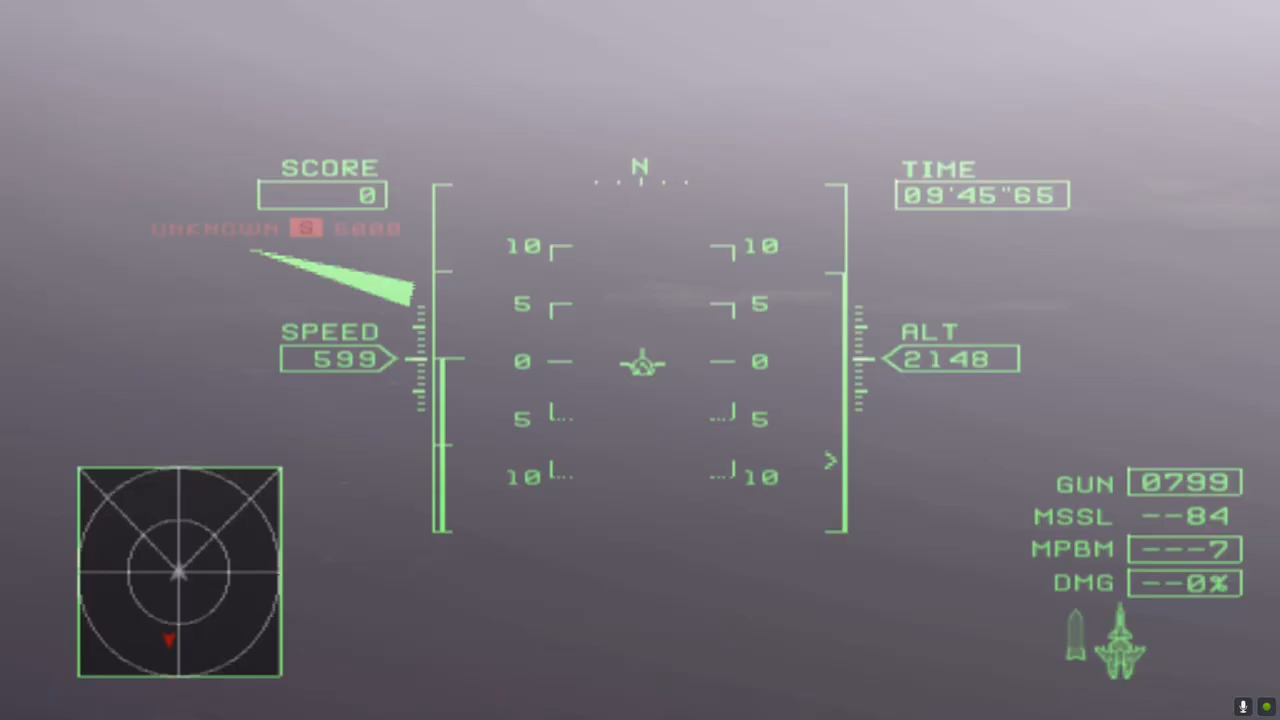 SCORE
0
N
TIME
09'45"65
UNKNOWN S 5000
10 10
5 5
SPEED
599
0 0
ALT
2148
5 5
10 10
GUN 0799
MSSL --84
MPBM ---7
DMG --0%